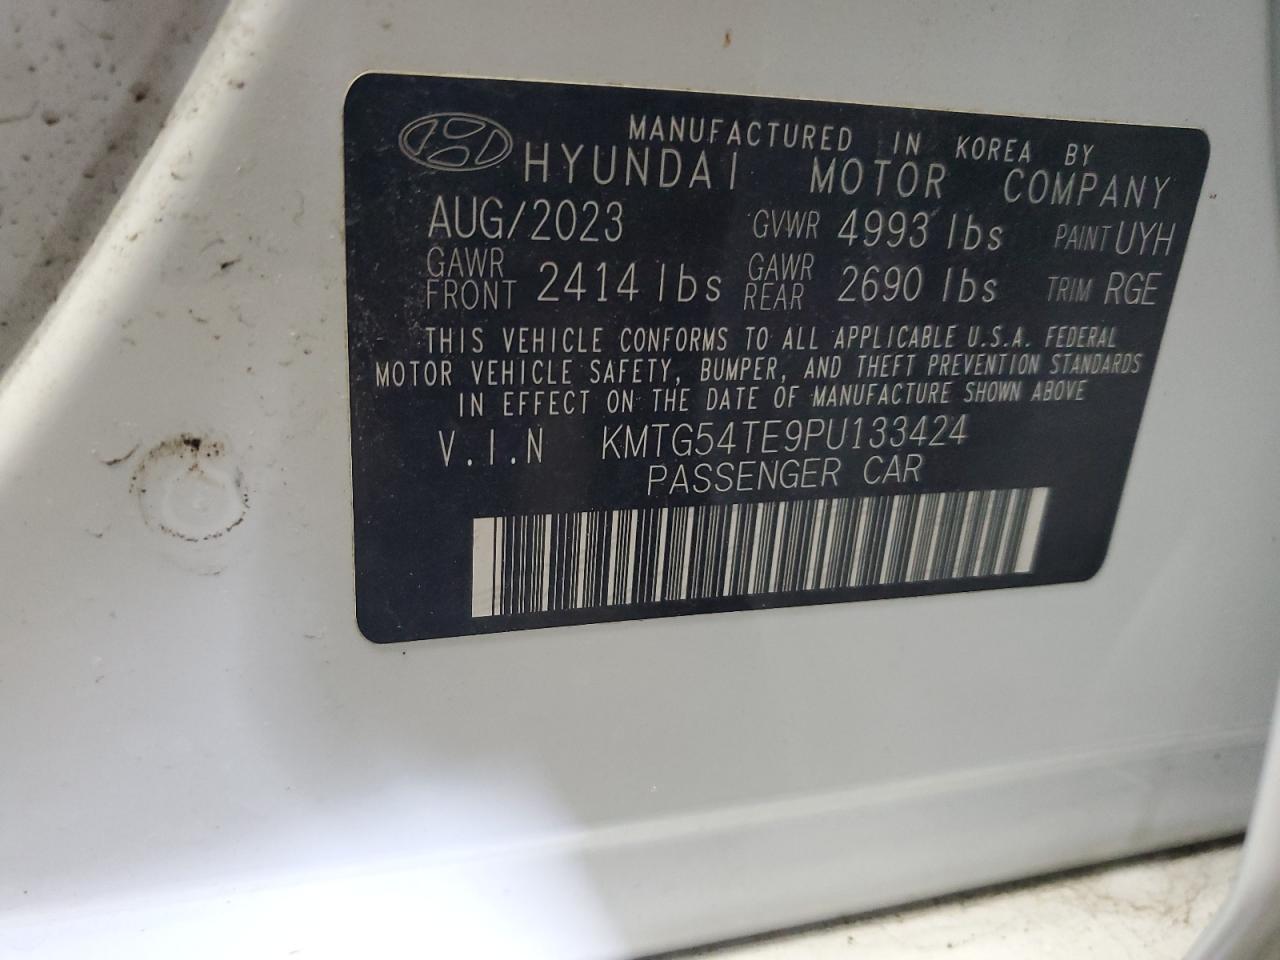 MANUFACTURED IN KOREA BY
HYUNDAI MOTOR COMPANY
AUG/2023 GVWR 4993 lbs PAINT UYH
GAWR FRONT 2414 lbs GAWR REAR 2690 lbs TRIM RGE
THIS VEHICLE CONFORMS TO ALL APPLICABLE U.S.A. FEDERAL
MOTOR VEHICLE SAFETY, BUMPER, AND THEFT PREVENTION STANDARDS
IN EFFECT ON THE DATE OF MANUFACTURE SHOWN ABOVE
V.I.N KMTG54TE9PU133424
PASSENGER CAR